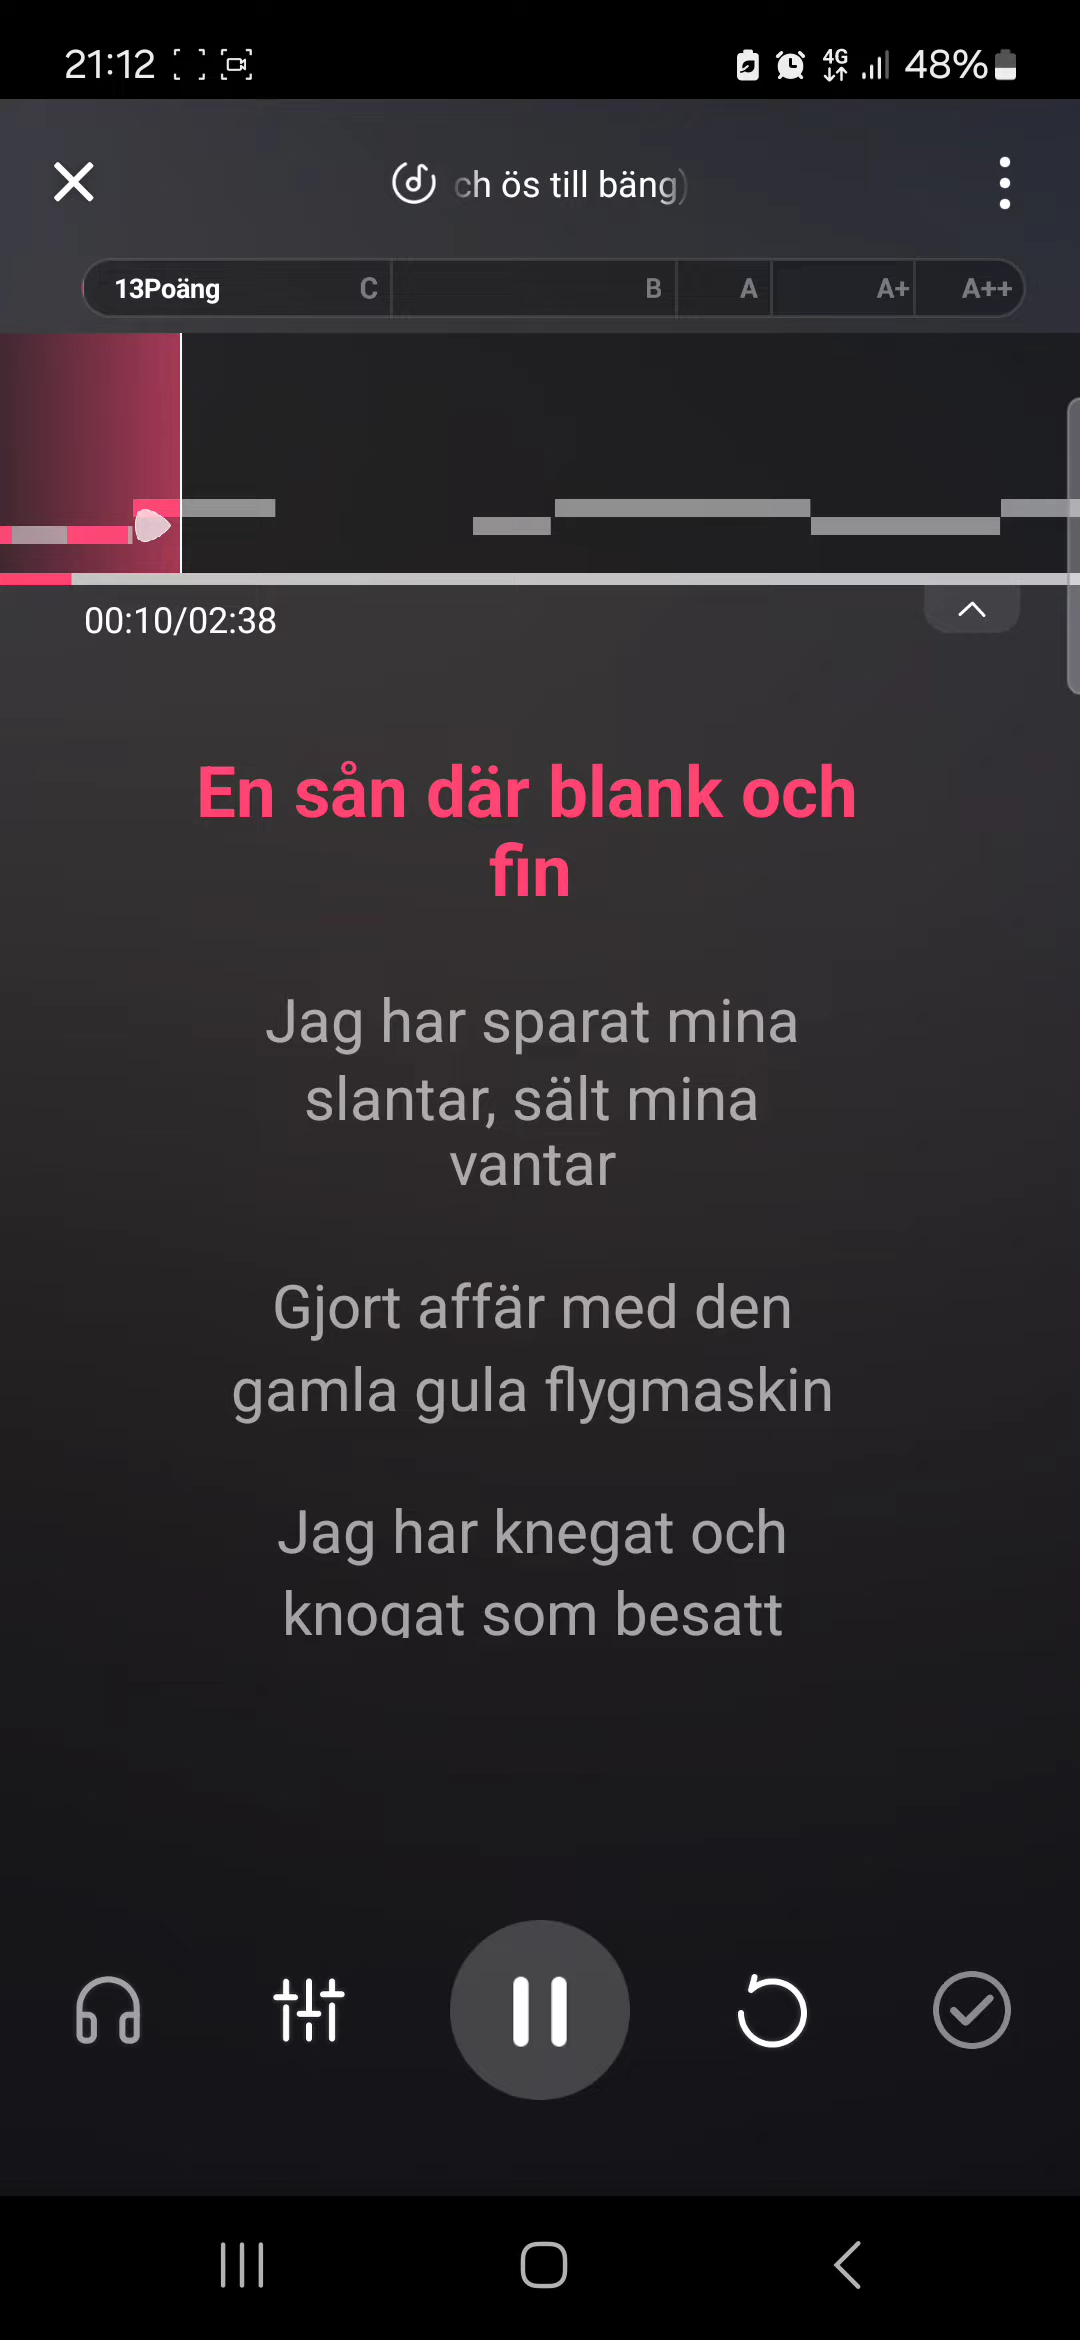 21:12 4G 48%
ch ös till bäng)
13Poäng C B A A+ A++
00:10/02:38
En sån där blank och
fin
Jag har sparat mina
slantar, sält mina
vantar
Gjort affär med den
gamla gula flygmaskin
Jag har knegat och
knogat som besatt